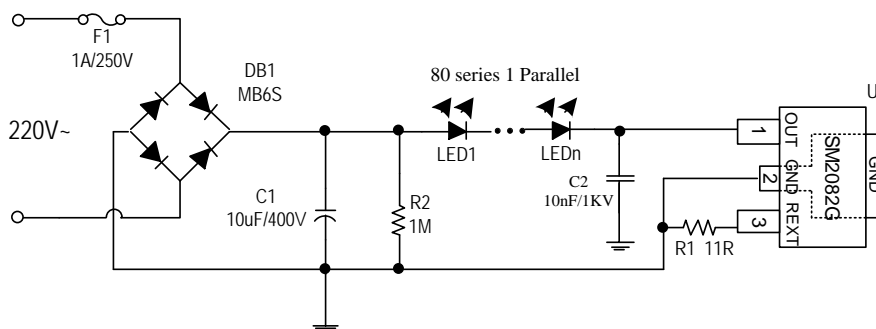 F1
1A/250V
DB1
MB6S
220V~
80 series 1 Parallel
LED1
LEDn
C1
10uF/400V
R2
1M
C2
10nF/1KV
R1 11R
U
1
OUT
2
GND
3
REXT
SM2082G
GND